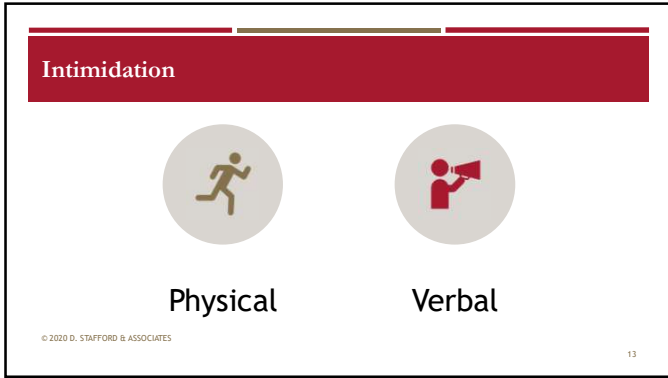 Intimidation
Physical
Verbal
© 2020 D. STAFFORD & ASSOCIATES
13